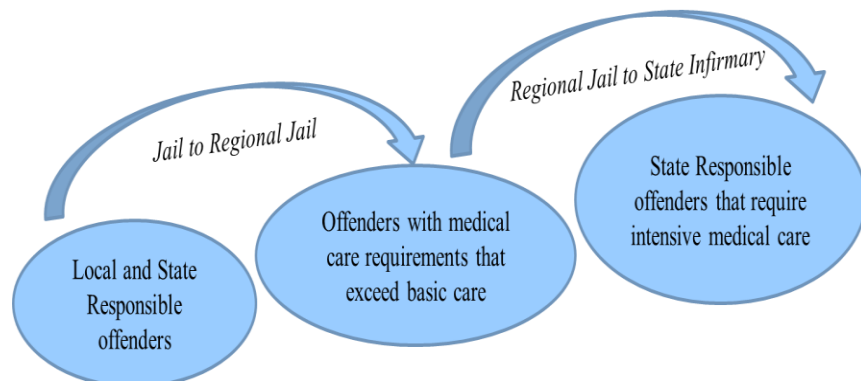 Jail to Regional Jail
Regional Jail to State Infirmary
Local and State
Responsible
offenders
Offenders with medical
care requirements that
exceed basic care
State Responsible
offenders that require
intensive medical care